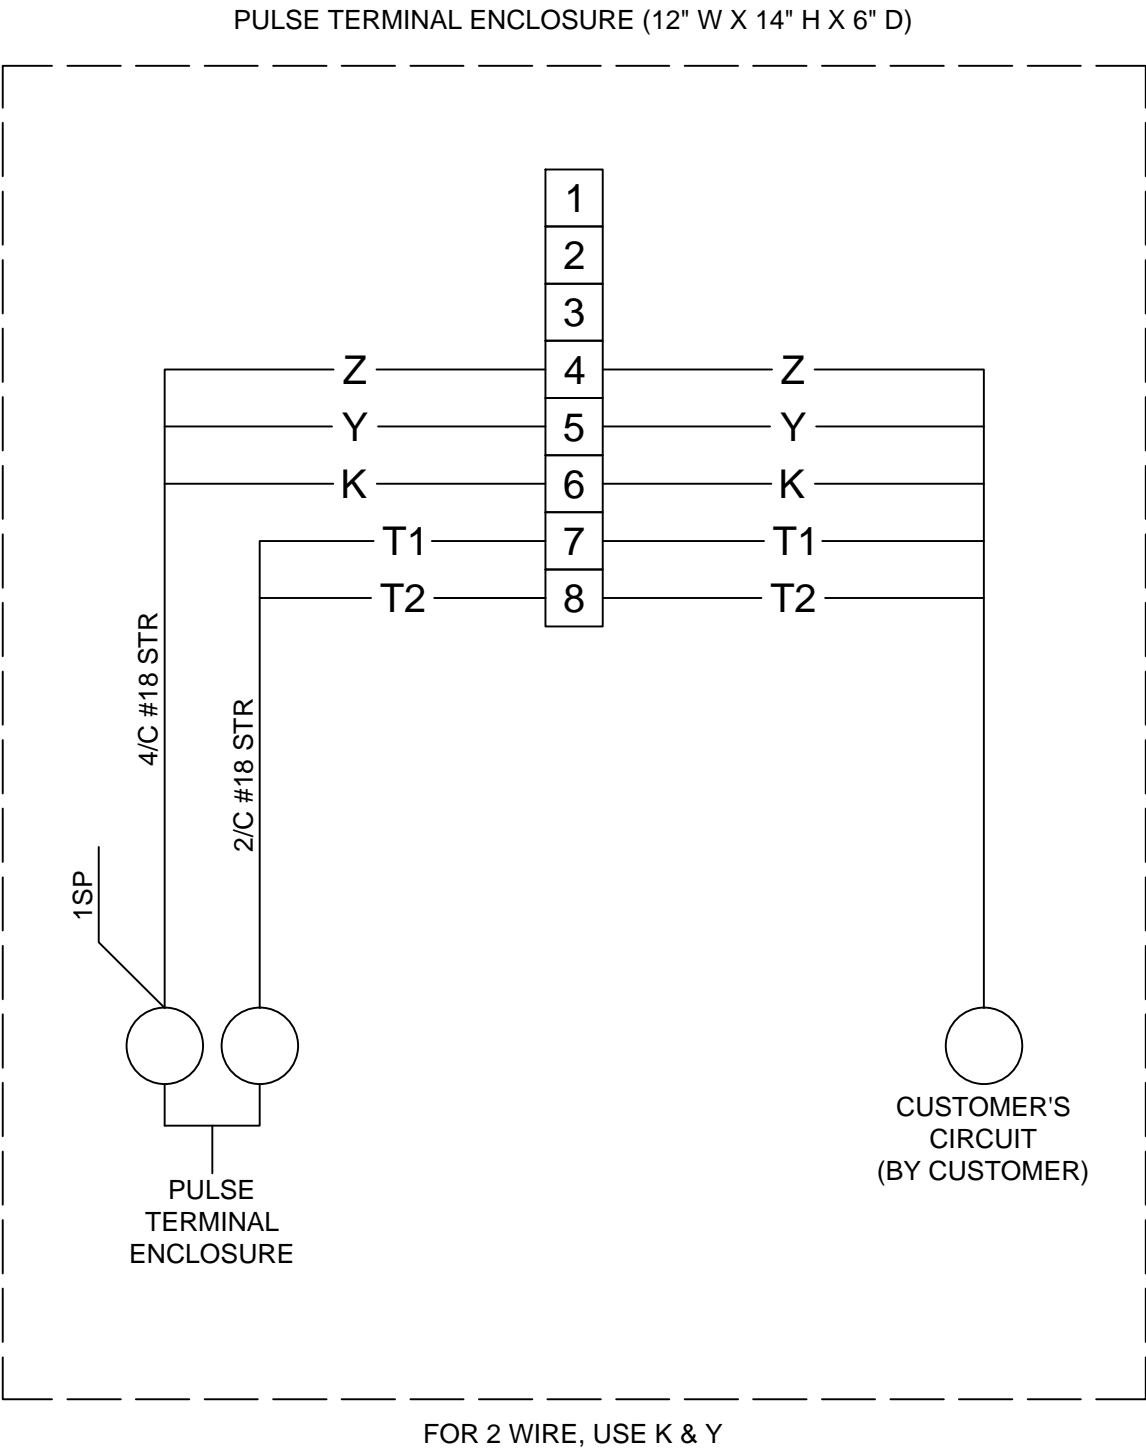 PULSE TERMINAL ENCLOSURE (12" W X 14" H X 6" D)
1
2
3
Z 4 Z
Y 5 Y
K 6 K
T1 7 T1
T2 8 T2
4/C #18 STR
2/C #18 STR
1SP
PULSE
TERMINAL
ENCLOSURE
CUSTOMER'S
CIRCUIT
(BY CUSTOMER)
FOR 2 WIRE, USE K & Y